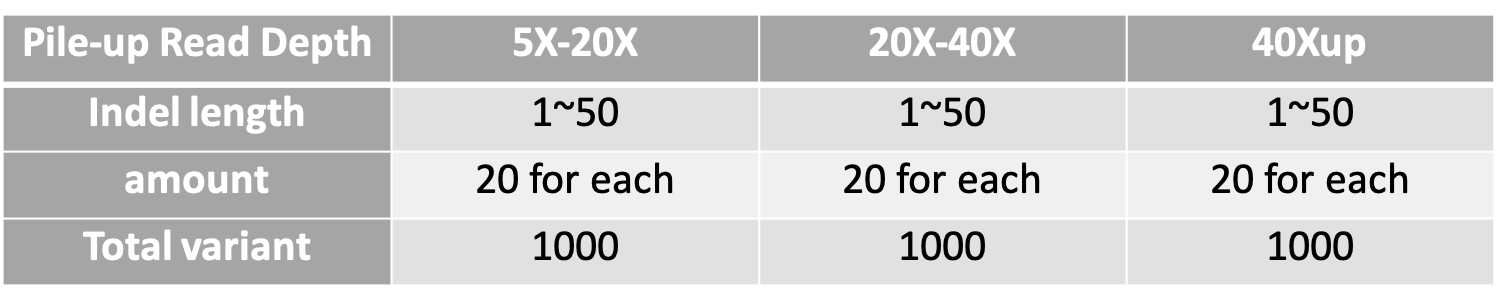 Pile-up Read Depth 5X-20X 20X-40X 40Xup
Indel length 1~50 1~50 1~50
amount 20 for each 20 for each 20 for each
Total variant 1000 1000 1000